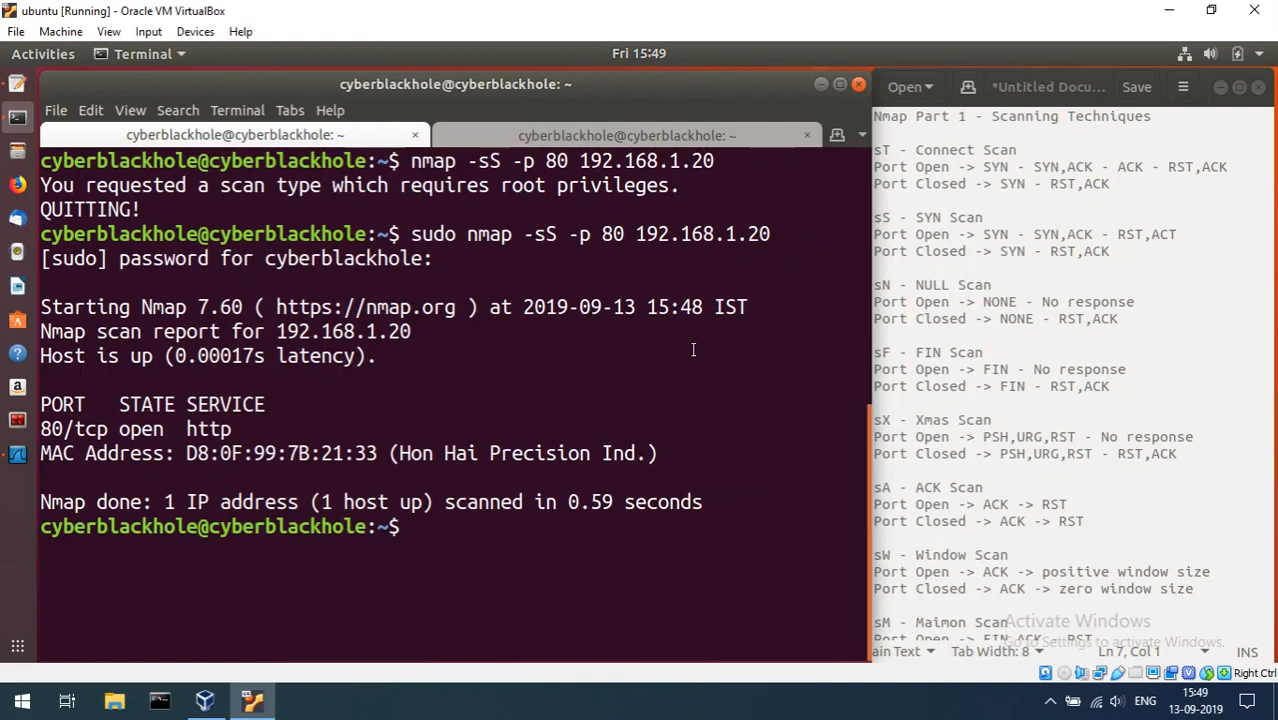 ubuntu [Running] - Oracle VM VirtualBox
File Machine View Input Devices Help
Activities Terminal Fri 15:49
cyberblackhole@cyberblackhole: ~
File Edit View Search Terminal Tabs Help
cyberblackhole@cyberblackhole: ~ × cyberblackhole@cyberblackhole: ~ ×
cyberblackhole@cyberblackhole:~$ nmap -sS -p 80 192.168.1.20
You requested a scan type which requires root privileges.
QUITTING!
cyberblackhole@cyberblackhole:~$ sudo nmap -sS -p 80 192.168.1.20
[sudo] password for cyberblackhole:
Starting Nmap 7.60 ( https://nmap.org ) at 2019-09-13 15:48 IST
Nmap scan report for 192.168.1.20
Host is up (0.00017s latency).
PORT STATE SERVICE
80/tcp open http
MAC Address: D8:0F:99:7B:21:33 (Hon Hai Precision Ind.)
Nmap done: 1 IP address (1 host up) scanned in 0.59 seconds
cyberblackhole@cyberblackhole:~$
Open *Untitled Docu... Save
Nmap Part 1 - Scanning Techniques
sT - Connect Scan
Port Open -> SYN - SYN,ACK - ACK - RST,ACK
Port Closed -> SYN - RST,ACK
sS - SYN Scan
Port Open -> SYN - SYN,ACK - RST,ACT
Port Closed -> SYN - RST,ACK
sN - NULL Scan
Port Open -> NONE - No response
Port Closed -> NONE - RST,ACK
sF - FIN Scan
Port Open -> FIN - No response
Port Closed -> FIN - RST,ACK
sX - Xmas Scan
Port Open -> PSH,URG,RST - No response
Port Closed -> PSH,URG,RST - RST,ACK
sA - ACK Scan
Port Open -> ACK -> RST
Port Closed -> ACK -> RST
sW - Window Scan
Port Open -> ACK -> positive window size
Port Closed -> ACK -> zero window size
sM - Maimon Scan
Port Open -> FIN,ACK - RST
Activate Windows
Go to Settings to activate Windows.
ain Text Tab Width: 8 Ln 7, Col 1 INS
Right Ctrl
ENG 15:49
13-09-2019